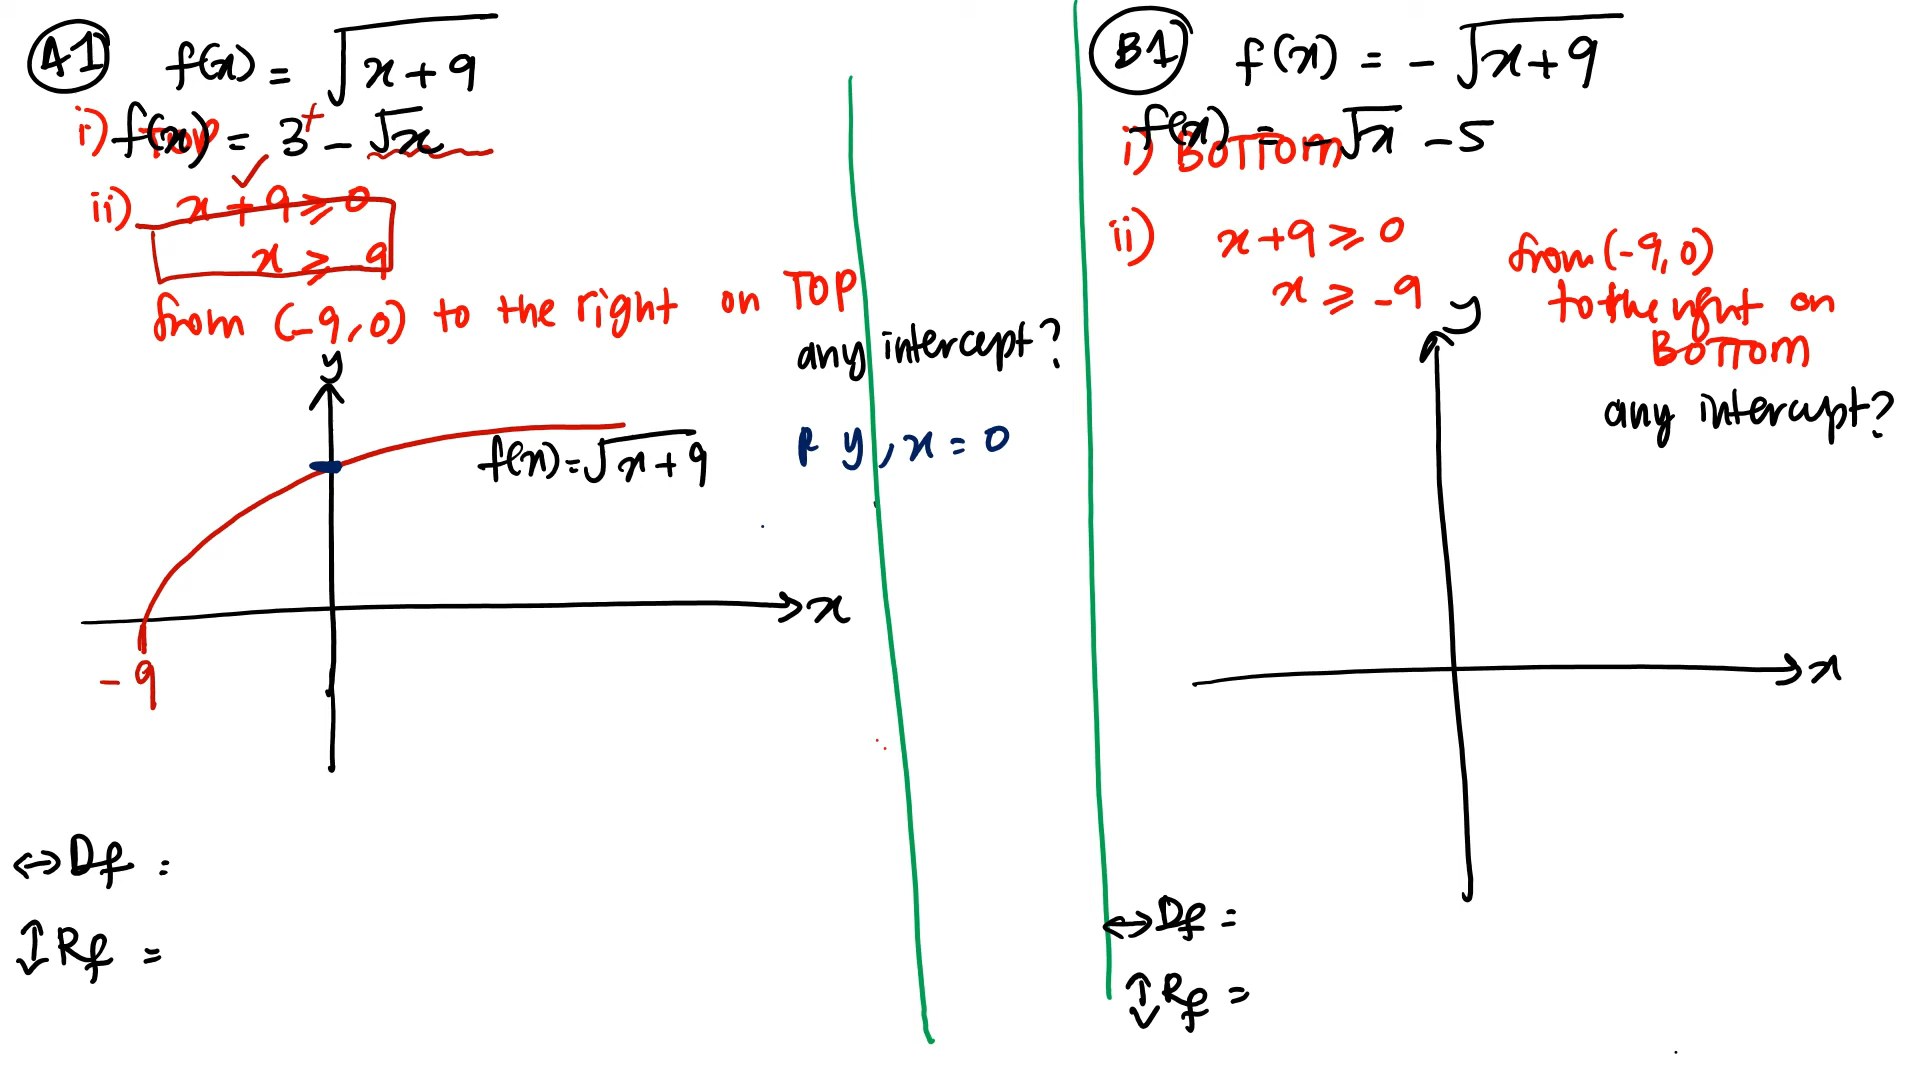 A1 f(x) = √x+9
i) TOP
f(x) = 3 - √x
ii) x+9 ≥ 0
x ≥ 9
from (-9,0) to the right on TOP
any intercept?
y, x = 0
y
f(x)=√x+9
x
-9
↔ Df :
↕ Rf =
B1 f(x) = -√x+9
i) BOTTOM
f(x) = -√x -5
ii) x+9 ≥ 0
x ≥ -9
from (-9,0)
to the right on
BOTTOM
any intercept?
y
x
↔ Df =
↕ Rf =